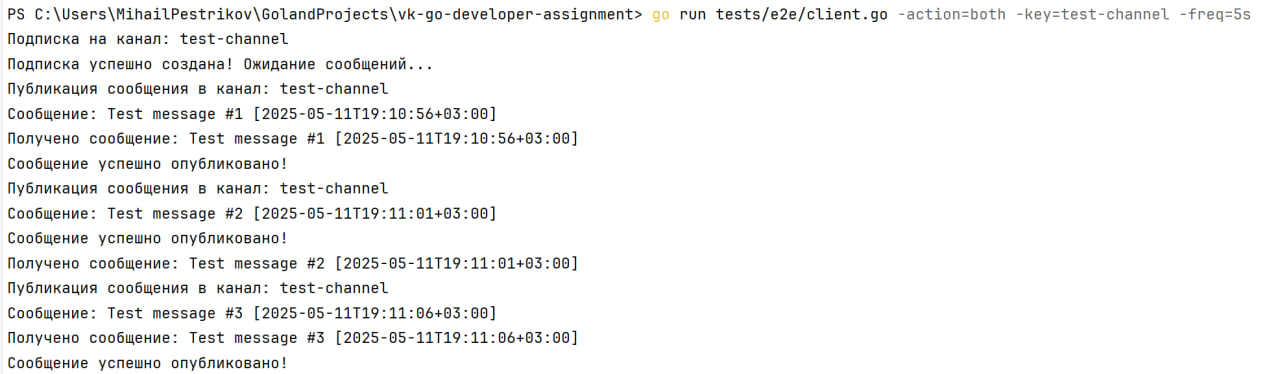 PS C:\Users\MihailPestrikov\GolandProjects\vk-go-developer-assignment> go run tests/e2e/client.go -action=both -key=test-channel -freq=5s
Подписка на канал: test-channel
Подписка успешно создана! Ожидание сообщений...
Публикация сообщения в канал: test-channel
Сообщение: Test message #1 [2025-05-11T19:10:56+03:00]
Получено сообщение: Test message #1 [2025-05-11T19:10:56+03:00]
Сообщение успешно опубликовано!
Публикация сообщения в канал: test-channel
Сообщение: Test message #2 [2025-05-11T19:11:01+03:00]
Сообщение успешно опубликовано!
Получено сообщение: Test message #2 [2025-05-11T19:11:01+03:00]
Публикация сообщения в канал: test-channel
Сообщение: Test message #3 [2025-05-11T19:11:06+03:00]
Получено сообщение: Test message #3 [2025-05-11T19:11:06+03:00]
Сообщение успешно опубликовано!